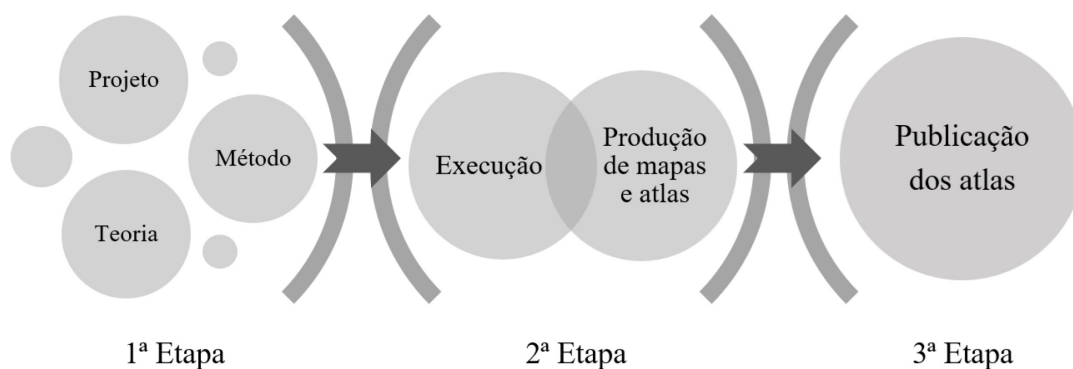 Projeto
Método
Teoria
Execução
Produção
de mapas
e atlas
Publicação
dos atlas
1ª Etapa
2ª Etapa
3ª Etapa